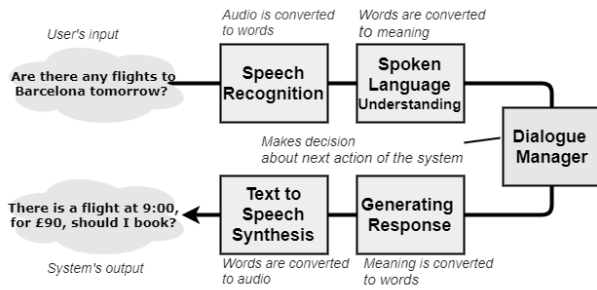 User's input
Audio is converted
to words
Words are converted
to meaning
Are there any flights to
Barcelona tomorrow?
Speech
Recognition
Spoken
Language
Understanding
Makes decision
about next action of the system
Dialogue
Manager
There is a flight at 9:00,
for £90, should I book?
Text to
Speech
Synthesis
Generating
Response
System's output
Words are converted
to audio
Meaning is converted
to words